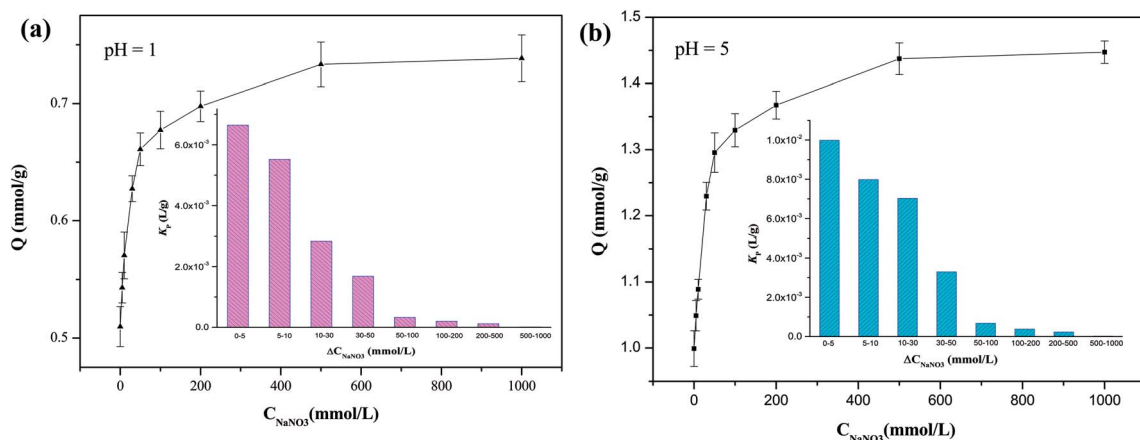 (a)
pH = 1
Q (mmol/g)
0.7
0.6
0.5
0 200 400 600 800 1000
C_NaNO3(mmol/L)
K_P (L/g)
6.0x10⁻³
4.0x10⁻³
2.0x10⁻³
0.0
0-5 5-10 10-30 30-50 50-100 100-200 200-500 500-1000
ΔC_NaNO3 (mmol/L)
(b)
pH = 5
Q (mmol/g)
1.5
1.4
1.3
1.2
1.1
1.0
0 200 400 600 800 1000
C_NaNO3(mmol/L)
K_P (L/g)
1.0x10⁻²
8.0x10⁻³
6.0x10⁻³
4.0x10⁻³
2.0x10⁻³
0.0
0-5 5-10 10-30 30-50 50-100 100-200 200-500 500-1000
ΔC_NaNO3 (mmol/L)